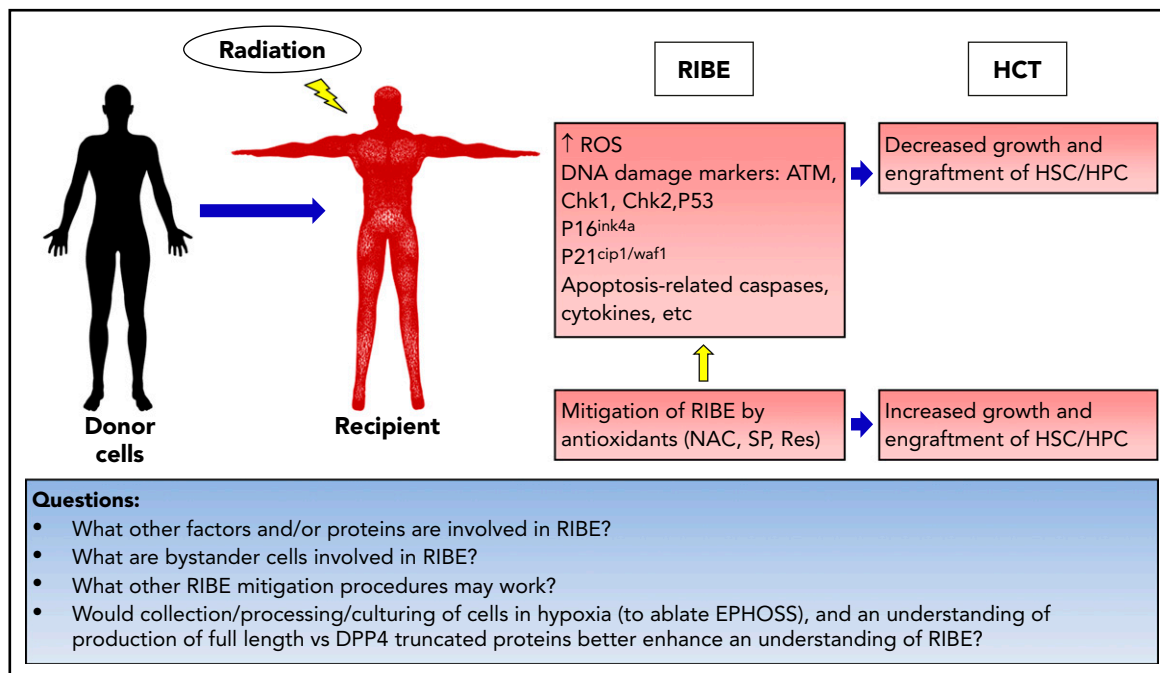 Radiation
RIBE
HCT
↑ ROS
DNA damage markers: ATM,
Chk1, Chk2,P53
P16ink4a
P21cip1/waf1
Apoptosis-related caspases,
cytokines, etc
Decreased growth and
engraftment of HSC/HPC
Donor
cells
Recipient
Mitigation of RIBE by
antioxidants (NAC, SP, Res)
Increased growth and
engraftment of HSC/HPC
Questions:
• What other factors and/or proteins are involved in RIBE?
• What are bystander cells involved in RIBE?
• What other RIBE mitigation procedures may work?
• Would collection/processing/culturing of cells in hypoxia (to ablate EPHOSS), and an understanding of
production of full length vs DPP4 truncated proteins better enhance an understanding of RIBE?